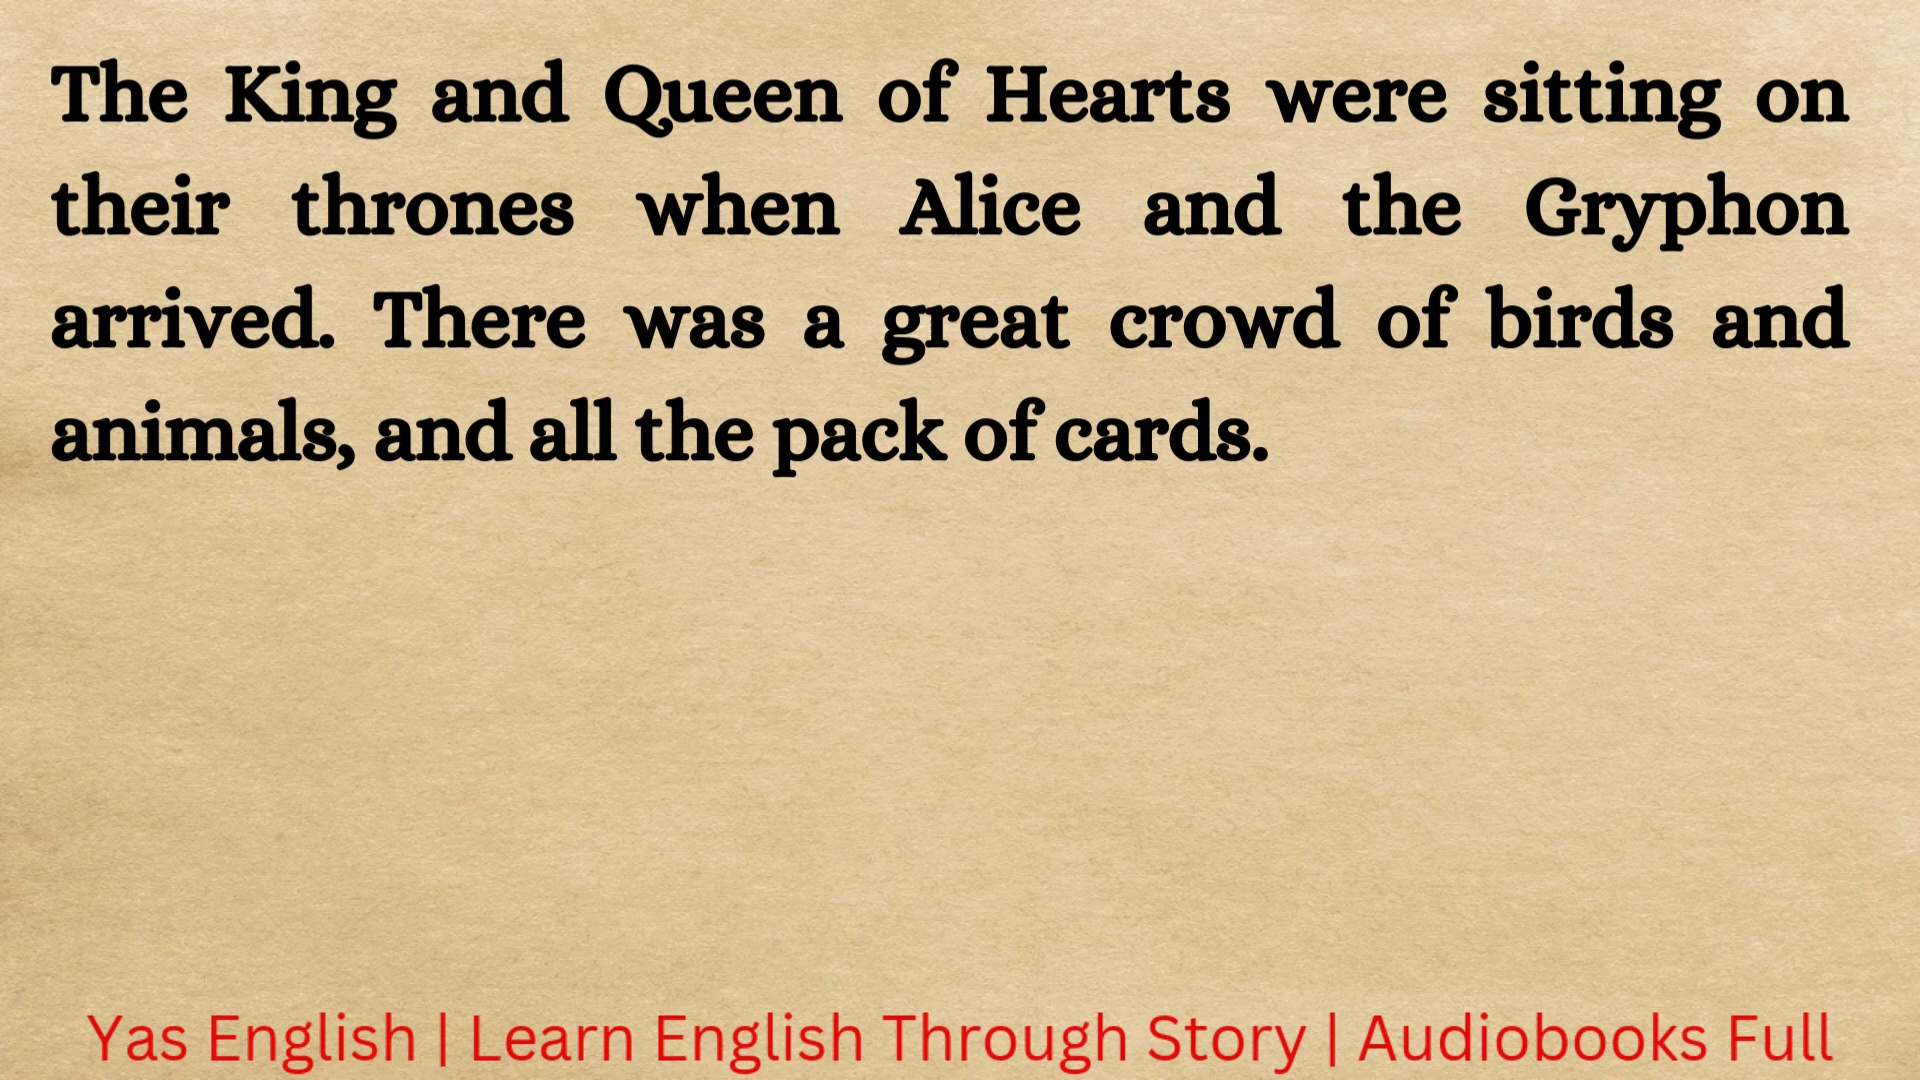 The King and Queen of Hearts were sitting on
their thrones when Alice and the Gryphon
arrived. There was a great crowd of birds and
animals, and all the pack of cards.
Yas English | Learn English Through Story | Audiobooks Full